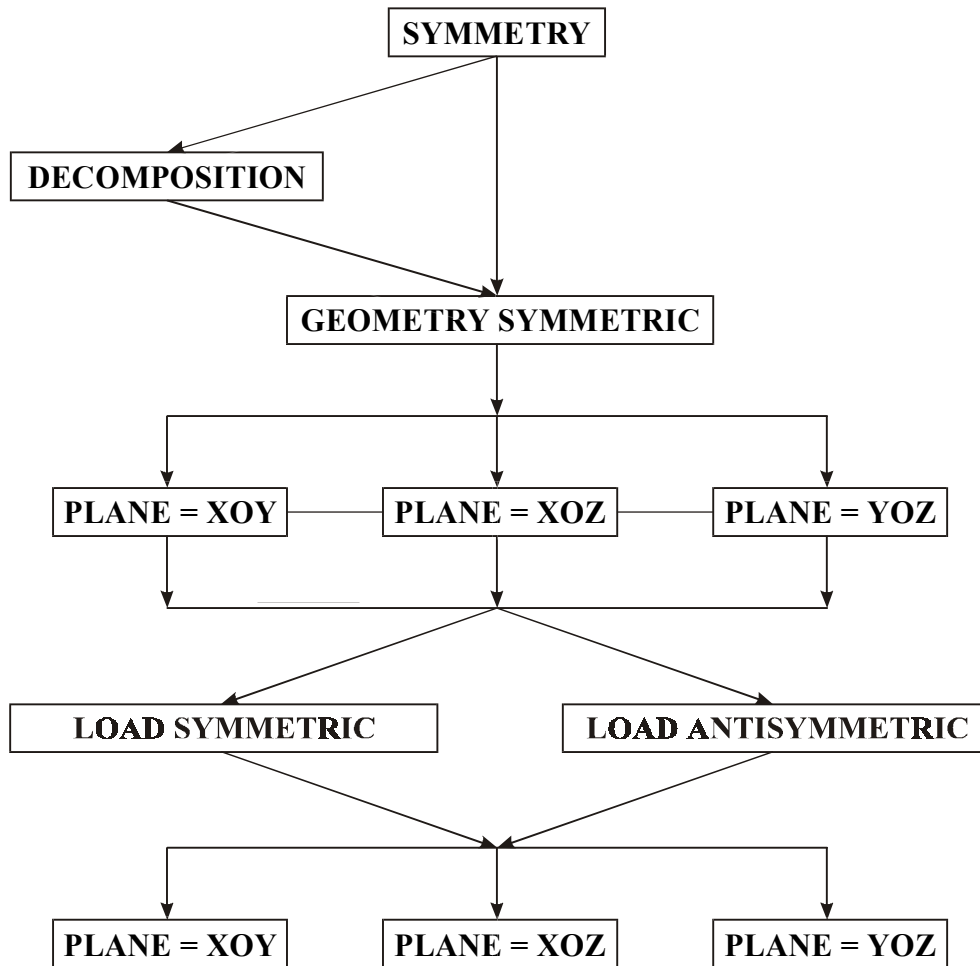 SYMMETRY
DECOMPOSITION
GEOMETRY SYMMETRIC
PLANE = XOY
PLANE = XOZ
PLANE = YOZ
LOAD SYMMETRIC
LOAD ANTISYMMETRIC
PLANE = XOY
PLANE = XOZ
PLANE = YOZ